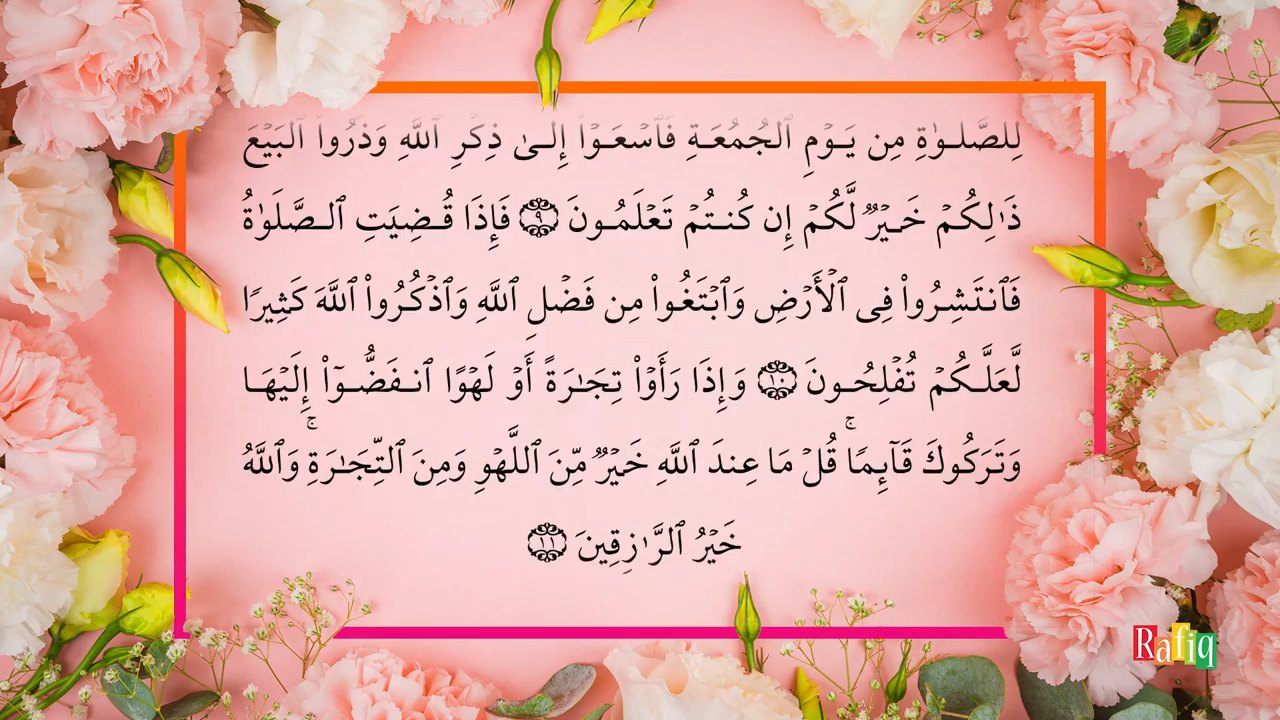 لِلصَّلَوٰةِ مِن يَوْمِ ٱلْجُمُعَةِ فَٱسْعَوْا۟ إِلَىٰ ذِكْرِ ٱللَّهِ وَذَرُوا۟ ٱلْبَيْعَ
ذَٰلِكُمْ خَيْرٌ لَّكُمْ إِن كُنتُمْ تَعْلَمُونَ ٩ فَإِذَا قُضِيَتِ ٱلصَّلَوٰةُ
فَٱنتَشِرُوا۟ فِى ٱلْأَرْضِ وَٱبْتَغُوا۟ مِن فَضْلِ ٱللَّهِ وَٱذْكُرُوا۟ ٱللَّهَ كَثِيرًا
لَّعَلَّكُمْ تُفْلِحُونَ ١٠ وَإِذَا رَأَوْا۟ تِجَـٰرَةً أَوْ لَهْوًا ٱنفَضُّوٓا۟ إِلَيْهَا
وَتَرَكُوكَ قَآئِمًا ۚ قُلْ مَا عِندَ ٱللَّهِ خَيْرٌ مِّنَ ٱللَّهْوِ وَمِنَ ٱلتِّجَـٰرَةِ ۚ وَٱللَّهُ
خَيْرُ ٱلرَّٰزِقِينَ ١١
Rafiq